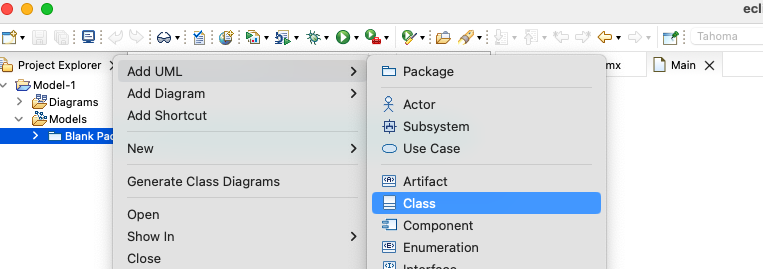 ecli
Tahoma
Project Explorer
mx
Main
Model-1
Diagrams
Models
Blank Pac
Add UML
Add Diagram
Add Shortcut
New
Generate Class Diagrams
Open
Show In
Close
Package
Actor
Subsystem
Use Case
Artifact
Class
Component
Enumeration
Interface